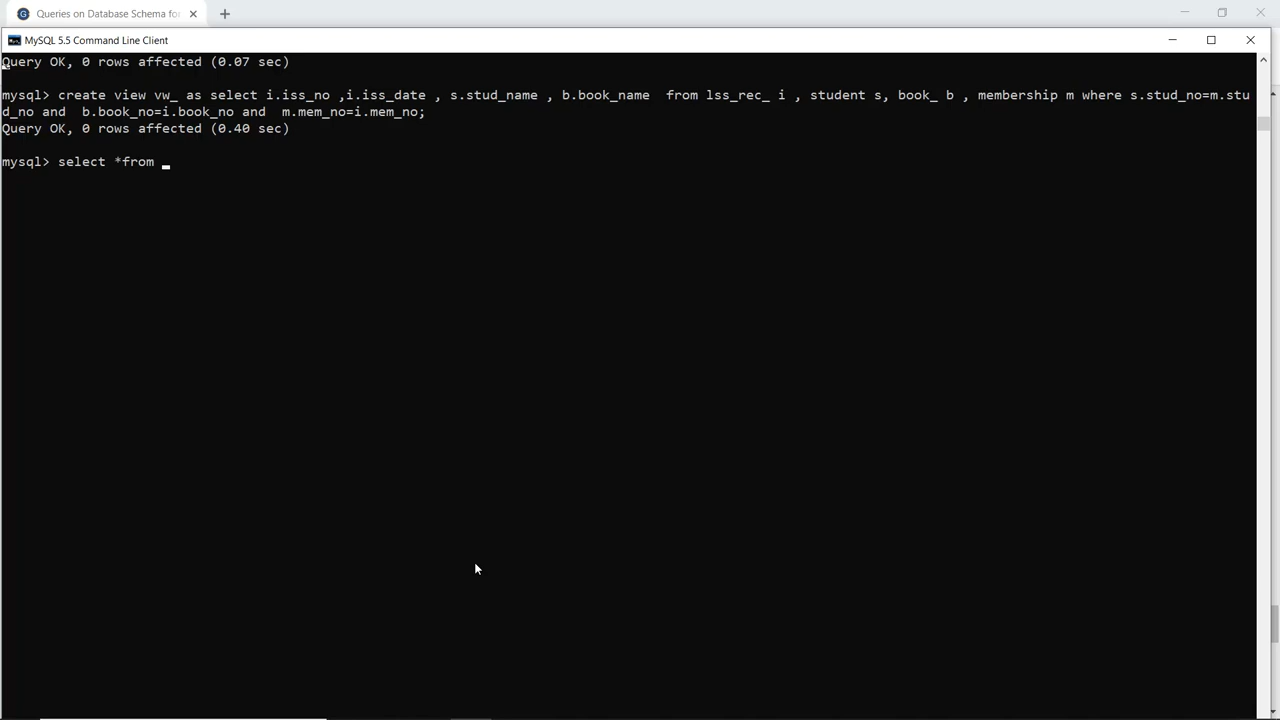 Queries on Database Schema for
MySQL 5.5 Command Line Client
Query OK, 0 rows affected (0.07 sec)
mysql> create view vw_ as select i.iss_no ,i.iss_date , s.stud_name , b.book_name  from lss_rec_ i , student s, book_ b , membership m where s.stud_no=m.stu
d_no and  b.book_no=i.book_no and  m.mem_no=i.mem_no;
Query OK, 0 rows affected (0.40 sec)
mysql> select *from _